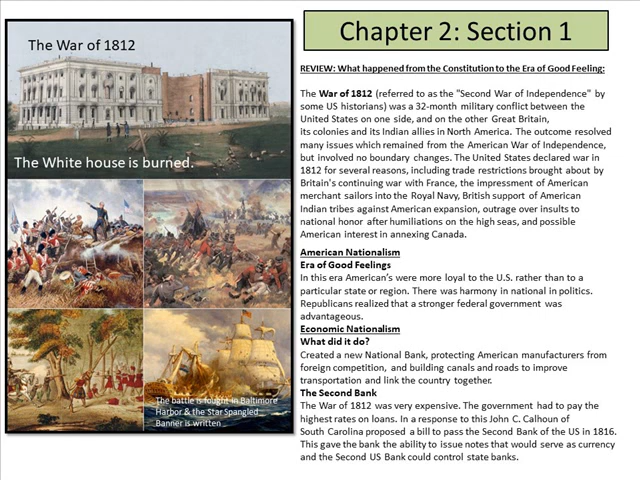 The War of 1812
The White house is burned.
The battle is fought in Baltimore
Harbor & the Star Spangled
Banner is written
Chapter 2: Section 1
REVIEW: What happened from the Constitution to the Era of Good Feeling:
The War of 1812 (referred to as the "Second War of Independence" by
some US historians) was a 32-month military conflict between the
United States on one side, and on the other Great Britain,
its colonies and its Indian allies in North America. The outcome resolved
many issues which remained from the American War of Independence,
but involved no boundary changes. The United States declared war in
1812 for several reasons, including trade restrictions brought about by
Britain's continuing war with France, the impressment of American
merchant sailors into the Royal Navy, British support of American
Indian tribes against American expansion, outrage over insults to
national honor after humiliations on the high seas, and possible
American interest in annexing Canada.
American Nationalism
Era of Good Feelings
In this era American's were more loyal to the U.S. rather than to a
particular state or region. There was harmony in national in politics.
Republicans realized that a stronger federal government was
advantageous.
Economic Nationalism
What did it do?
Created a new National Bank, protecting American manufacturers from
foreign competition, and building canals and roads to improve
transportation and link the country together.
The Second Bank
The War of 1812 was very expensive. The government had to pay the
highest rates on loans. In a response to this John C. Calhoun of
South Carolina proposed a bill to pass the Second Bank of the US in 1816.
This gave the bank the ability to issue notes that would serve as currency
and the Second US Bank could control state banks.